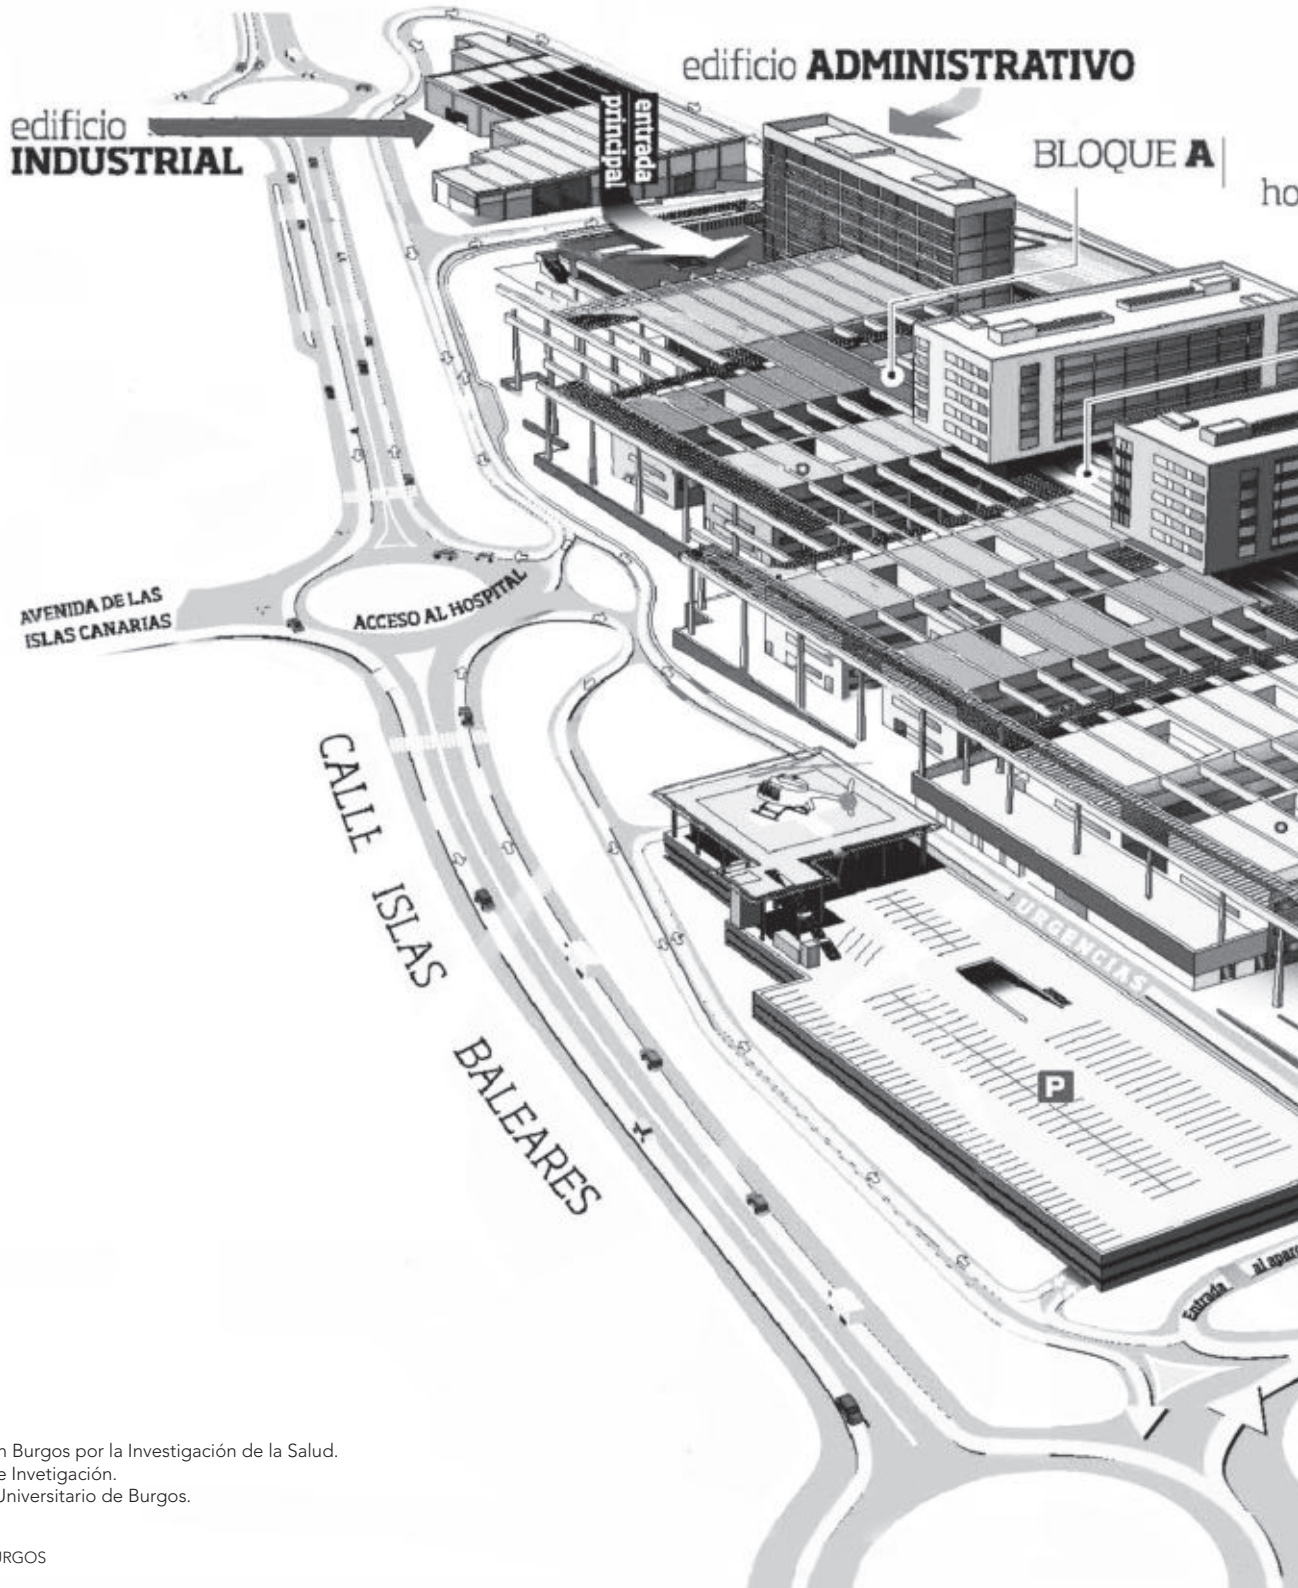 edificio ADMINISTRATIVO
edificio
INDUSTRIAL
entrada
principal
BLOQUE A
ho
AVENIDA DE LAS
ISLAS CANARIAS
ACCESO AL HOSPITAL
CALLE ISLAS BALEARES
URGENCIAS
P
Entrada al aparc
n Burgos por la Investigación de la Salud.
e Invetigación.
Universitario de Burgos.
URGOS